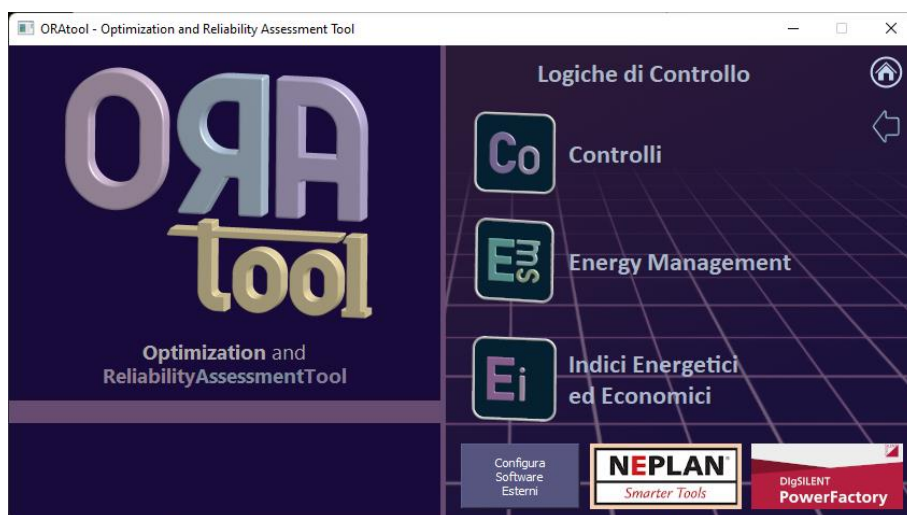 ORAtool - Optimization and Reliability Assessment Tool
ORA
tool
Optimization and
ReliabilityAssessmentTool
Logiche di Controllo
Co
Controlli
Ems
Energy Management
Ei
Indici Energetici
ed Economici
Configura
Software
Esterni
NEPLAN®
Smarter Tools
DIgSILENT
PowerFactory